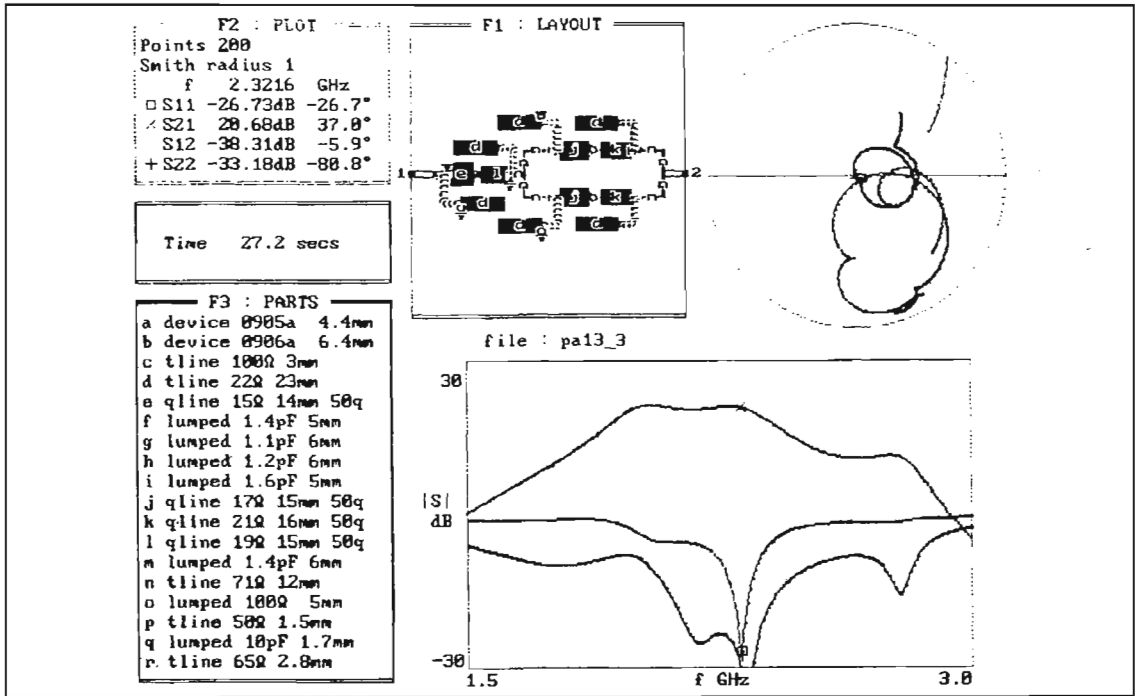 F2 : PLOT
Points 200
Smith radius 1
f 2.3216 GHz
□ S11 -26.73dB -26.7°
× S21 20.68dB 37.0°
S12 -38.31dB -5.9°
+ S22 -33.18dB -80.8°
Time 27.2 secs
F3 : PARTS
a device 0905a 4.4mm
b device 0906a 6.4mm
c tline 100Ω 3mm
d tline 22Ω 23mm
e qline 15Ω 14mm 50q
f lumped 1.4pF 5mm
g lumped 1.1pF 6mm
h lumped 1.2pF 6mm
i lumped 1.6pF 5mm
j qline 17Ω 15mm 50q
k qline 21Ω 16mm 50q
l qline 19Ω 15mm 50q
m lumped 1.4pF 6mm
n tline 71Ω 12mm
o lumped 100Ω 5mm
p tline 50Ω 1.5mm
q lumped 10pF 1.7mm
r tline 65Ω 2.8mm
F1 : LAYOUT
d d
d j k
1 e l 2
d j k
d d
file : pa13_3
30
|S|
dB
-30
1.5 f GHz 3.0